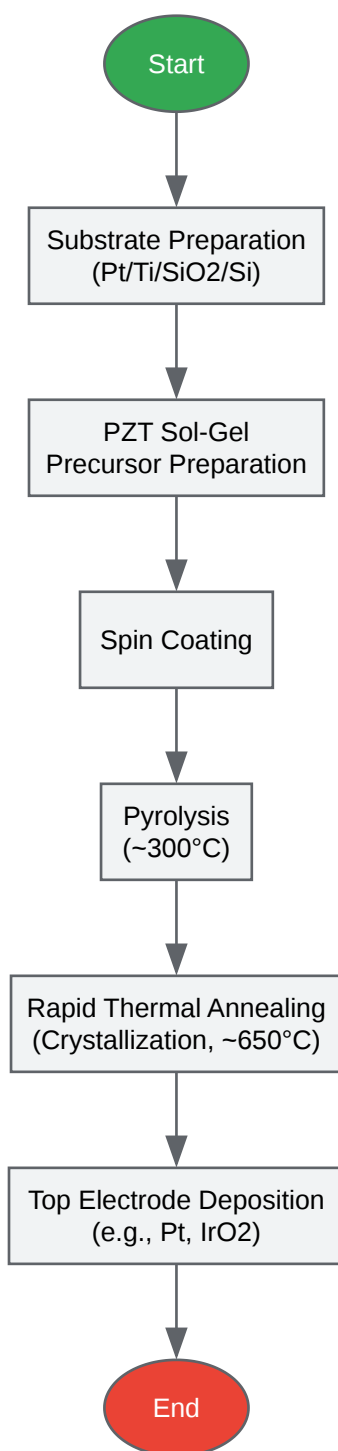 Start
Substrate Preparation
(Pt/Ti/SiO2/Si)
PZT Sol-Gel
Precursor Preparation
Spin Coating
Pyrolysis
(~300°C)
Rapid Thermal Annealing
(Crystallization, ~650°C)
Top Electrode Deposition
(e.g., Pt, IrO2)
End